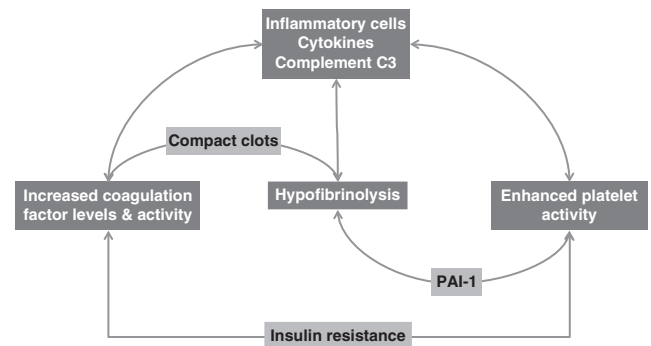 Inflammatory cells
Cytokines
Complement C3
Compact clots
Increased coagulation
factor levels & activity
Hypofibrinolysis
Enhanced platelet
activity
PAI-1
Insulin resistance